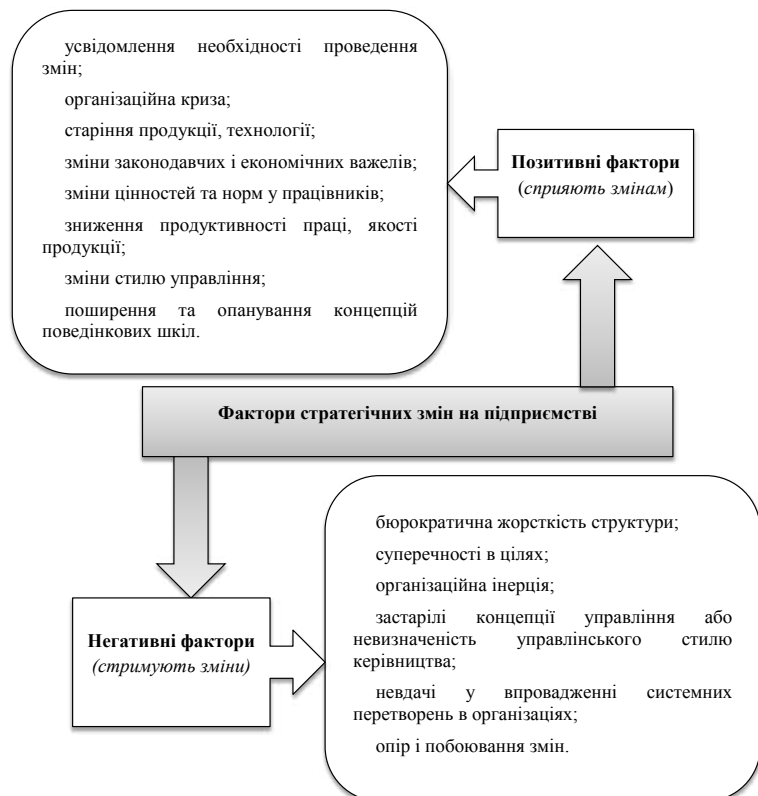 усвідомлення необхідності проведення
змін;
організаційна криза;
старіння продукції, технології;
зміни законодавчих і економічних важелів;
зміни цінностей та норм у працівників;
зниження продуктивності праці, якості
продукції;
зміни стилю управління;
поширення та опанування концепцій
поведінкових шкіл.
Позитивні фактори
(сприяють змінам)
Фактори стратегічних змін на підприємстві
Негативні фактори
(стримують зміни)
бюрократична жорсткість структури;
суперечності в цілях;
організаційна інерція;
застарілі концепції управління або
невизначеність управлінського стилю
керівництва;
невдачі у впровадженні системних
перетворень в організаціях;
опір і побоювання змін.